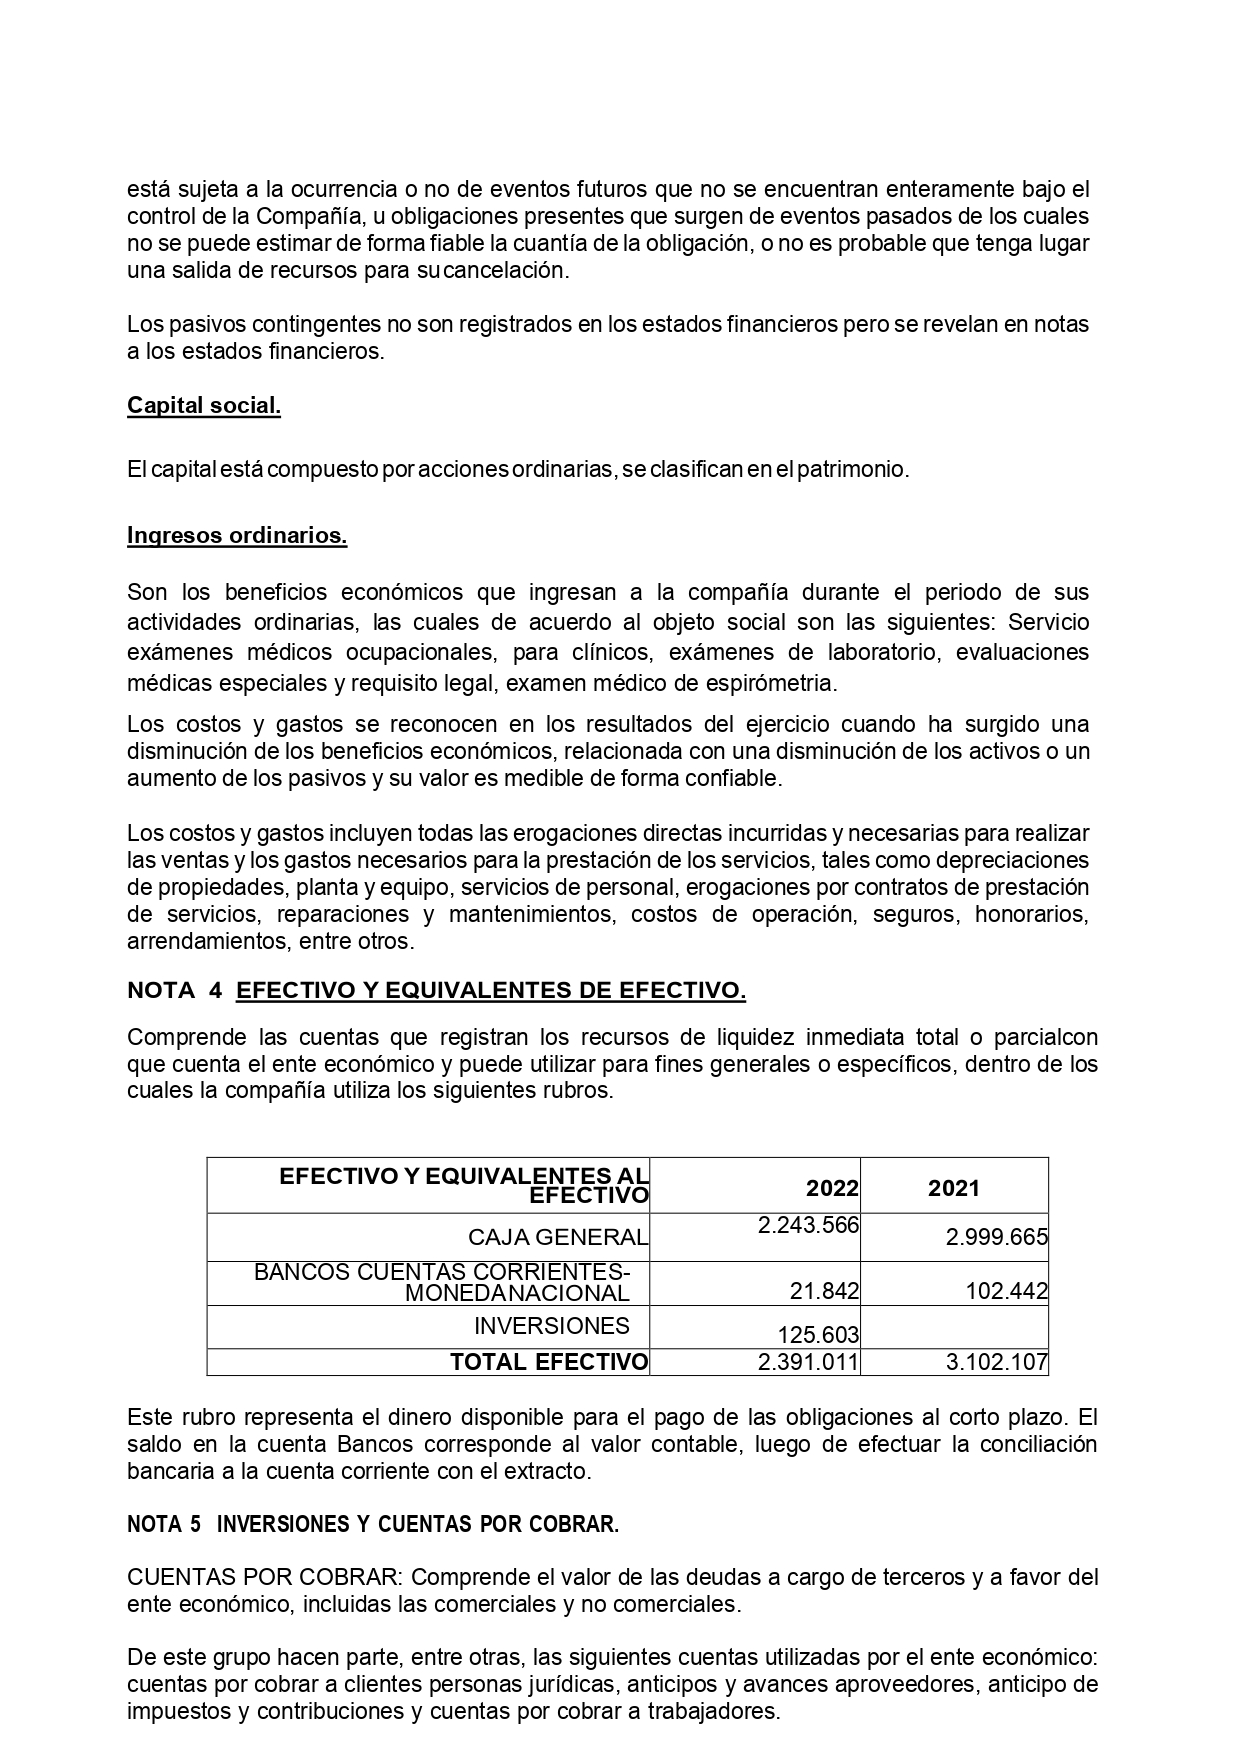 está sujeta a la ocurrencia o no de eventos futuros que no se encuentran enteramente bajo el
control de la Compañía, u obligaciones presentes que surgen de eventos pasados de los cuales
no se puede estimar de forma fiable la cuantía de la obligación, o no es probable que tenga lugar
una salida de recursos para su cancelación.
Los pasivos contingentes no son registrados en los estados financieros pero se revelan en notas
a los estados financieros.
Capital social.
El capital está compuesto por acciones ordinarias, se clasifican en el patrimonio.
Ingresos ordinarios.
Son los beneficios económicos que ingresan a la compañía durante el periodo de sus
actividades ordinarias, las cuales de acuerdo al objeto social son las siguientes: Servicio
exámenes médicos ocupacionales, para clínicos, exámenes de laboratorio, evaluaciones
médicas especiales y requisito legal, examen médico de espirómetria.
Los costos y gastos se reconocen en los resultados del ejercicio cuando ha surgido una
disminución de los beneficios económicos, relacionada con una disminución de los activos o un
aumento de los pasivos y su valor es medible de forma confiable.
Los costos y gastos incluyen todas las erogaciones directas incurridas y necesarias para realizar
las ventas y los gastos necesarios para la prestación de los servicios, tales como depreciaciones
de propiedades, planta y equipo, servicios de personal, erogaciones por contratos de prestación
de servicios, reparaciones y mantenimientos, costos de operación, seguros, honorarios,
arrendamientos, entre otros.
NOTA 4 EFECTIVO Y EQUIVALENTES DE EFECTIVO.
Comprende las cuentas que registran los recursos de liquidez inmediata total o parcialcon
que cuenta el ente económico y puede utilizar para fines generales o específicos, dentro de los
cuales la compañía utiliza los siguientes rubros.
EFECTIVO Y EQUIVALENTES AL
EFECTIVO 2022 2021
CAJA GENERAL 2.243.566 2.999.665
BANCOS CUENTAS CORRIENTES-
MONEDANACIONAL 21.842 102.442
INVERSIONES 125.603
TOTAL EFECTIVO 2.391.011 3.102.107
Este rubro representa el dinero disponible para el pago de las obligaciones al corto plazo. El
saldo en la cuenta Bancos corresponde al valor contable, luego de efectuar la conciliación
bancaria a la cuenta corriente con el extracto.
NOTA 5 INVERSIONES Y CUENTAS POR COBRAR.
CUENTAS POR COBRAR: Comprende el valor de las deudas a cargo de terceros y a favor del
ente económico, incluidas las comerciales y no comerciales.
De este grupo hacen parte, entre otras, las siguientes cuentas utilizadas por el ente económico:
cuentas por cobrar a clientes personas jurídicas, anticipos y avances aproveedores, anticipo de
impuestos y contribuciones y cuentas por cobrar a trabajadores.